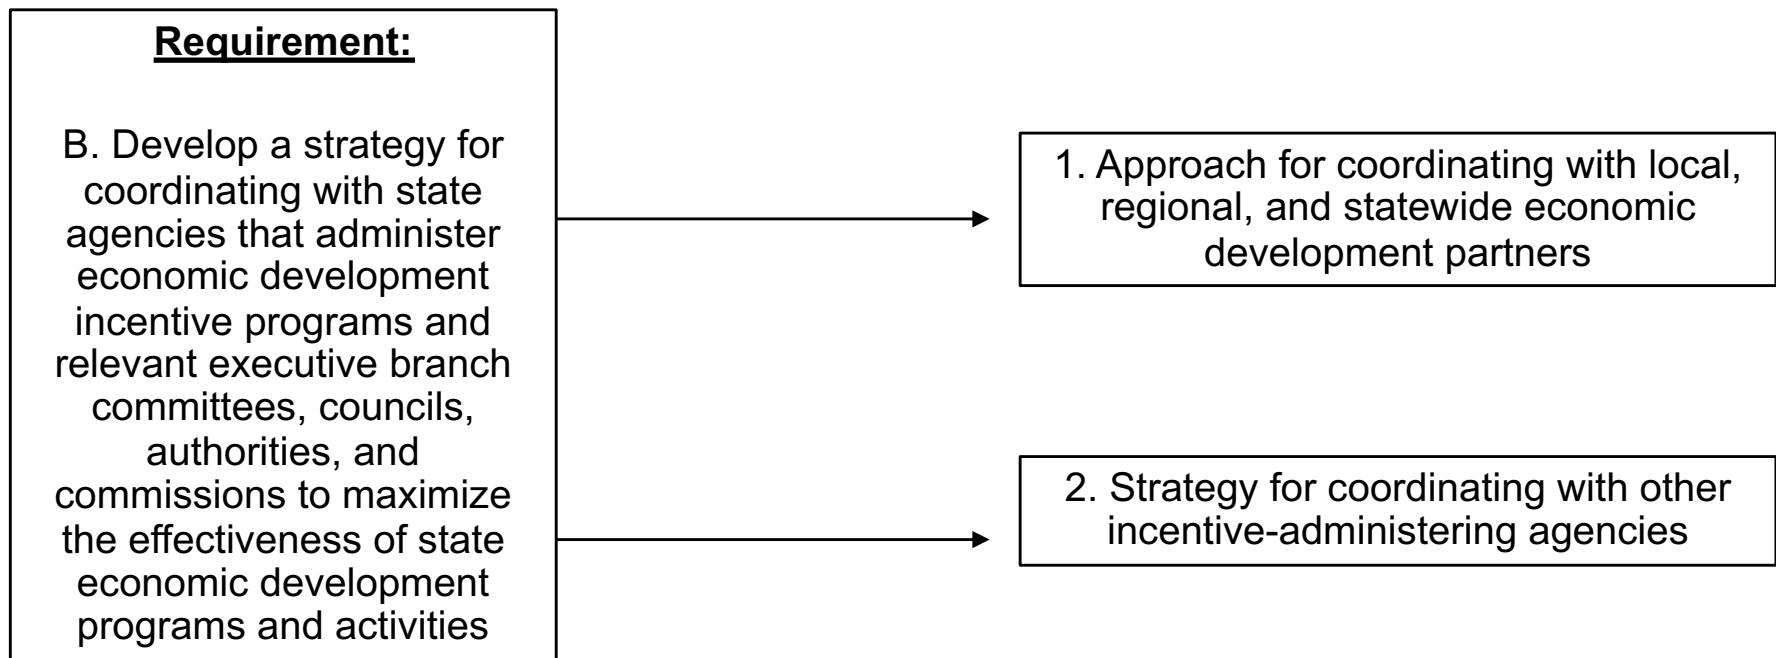 Requirement:
B. Develop a strategy for
coordinating with state
agencies that administer
economic development
incentive programs and
relevant executive branch
committees, councils,
authorities, and
commissions to maximize
the effectiveness of state
economic development
programs and activities
1. Approach for coordinating with local,
regional, and statewide economic
development partners
2. Strategy for coordinating with other
incentive-administering agencies